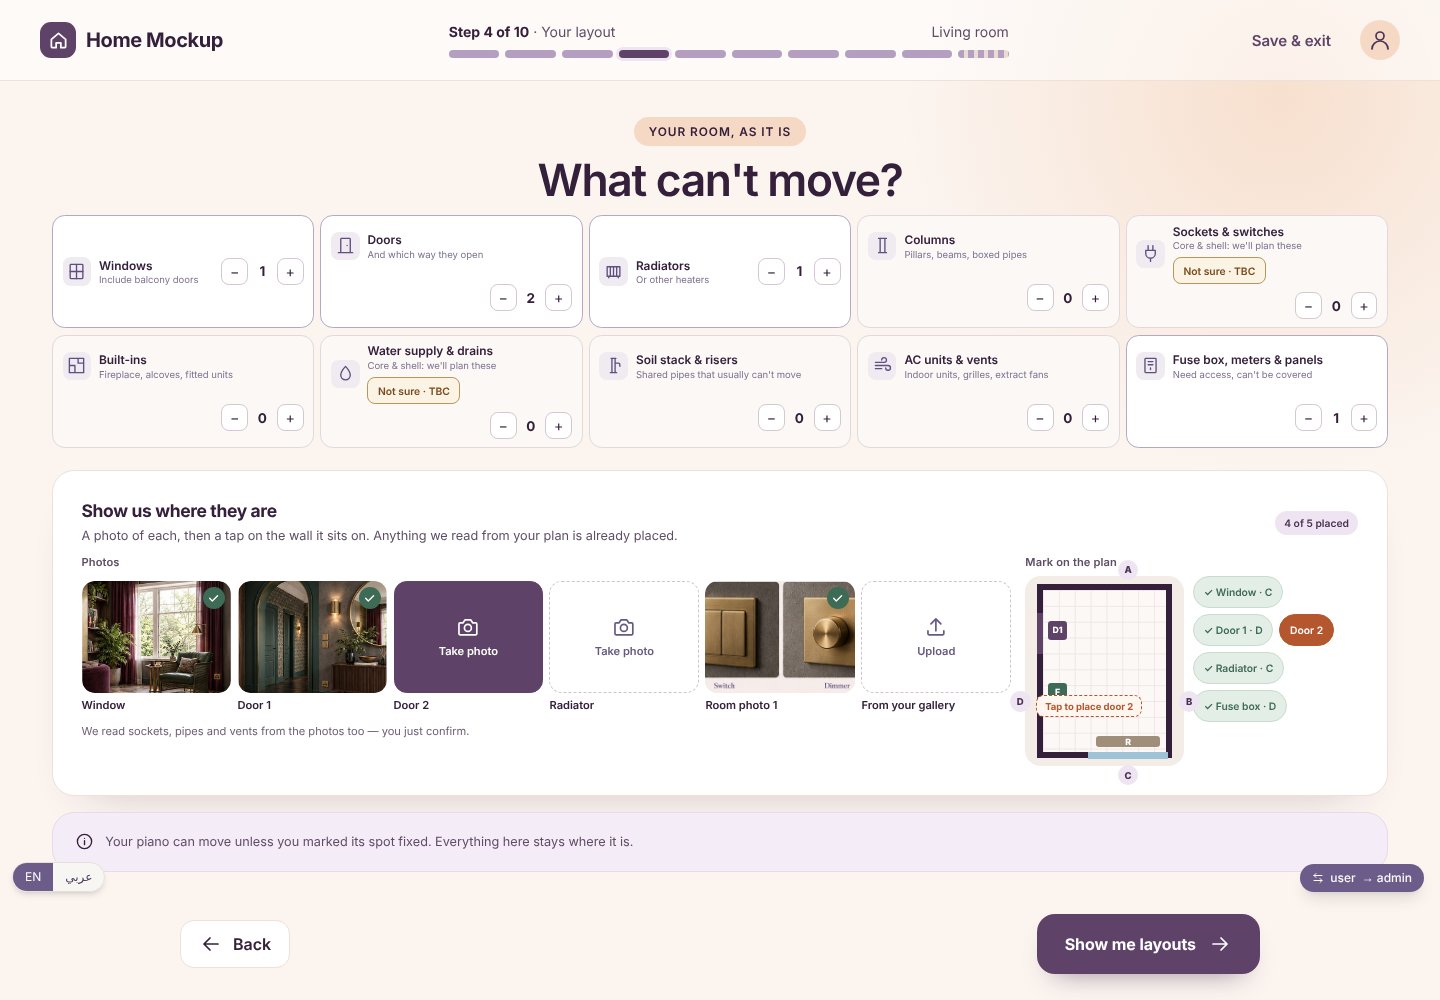 Home Mockup
Step 4 of 10 · Your layout
Living room
Save & exit
YOUR ROOM, AS IT IS
What can't move?
Windows
Include balcony doors
− 1 +
Doors
And which way they open
− 2 +
Radiators
Or other heaters
− 1 +
Columns
Pillars, beams, boxed pipes
− 0 +
Sockets & switches
Core & shell: we'll plan these
Not sure · TBC
− 0 +
Built-ins
Fireplace, alcoves, fitted units
− 0 +
Water supply & drains
Core & shell: we'll plan these
Not sure · TBC
− 0 +
Soil stack & risers
Shared pipes that usually can't move
− 0 +
AC units & vents
Indoor units, grilles, extract fans
− 0 +
Fuse box, meters & panels
Need access, can't be covered
− 1 +
Show us where they are
A photo of each, then a tap on the wall it sits on. Anything we read from your plan is already placed.
4 of 5 placed
Photos
Window
Door 1
Take photo
Door 2
Take photo
Radiator
Switch
Dimmer
Room photo 1
Upload
From your gallery
We read sockets, pipes and vents from the photos too — you just confirm.
Mark on the plan
A
D1
F
D
Tap to place door 2
B
R
C
✓ Window · C
✓ Door 1 · D
Door 2
✓ Radiator · C
✓ Fuse box · D
Your piano can move unless you marked its spot fixed. Everything here stays where it is.
EN
عربي
user → admin
← Back
Show me layouts →